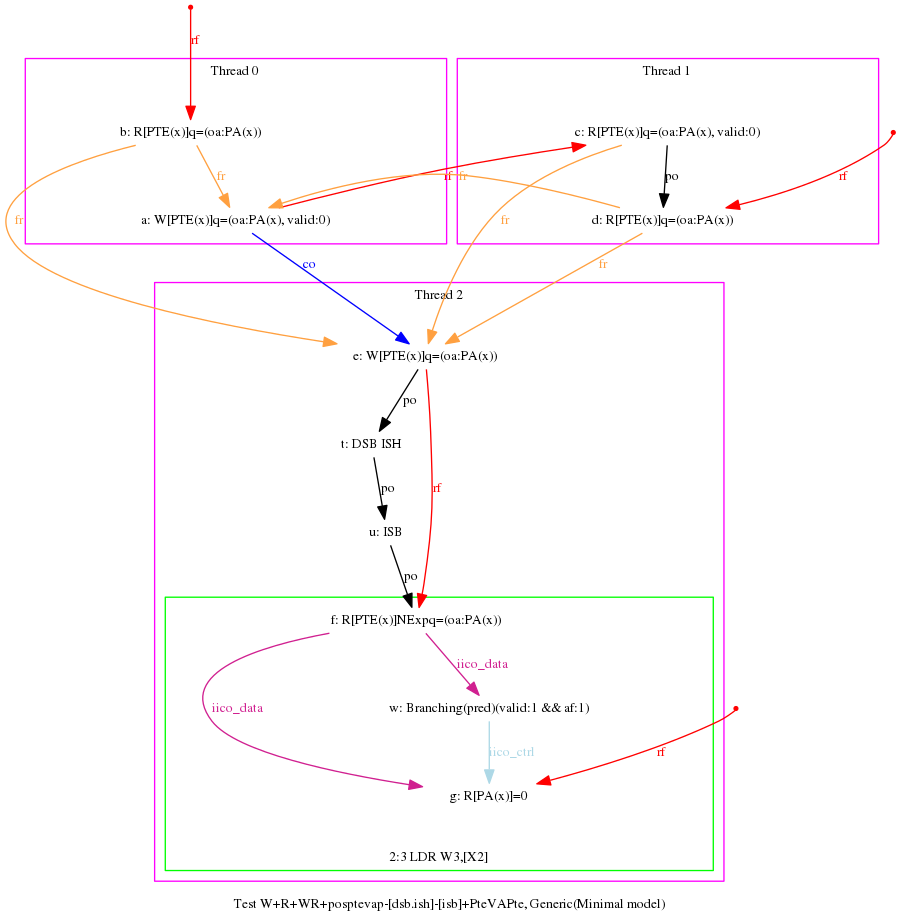 rf
Thread 0
Thread 1
b: R[PTE(x)]q=(oa:PA(x))
c: R[PTE(x)]q=(oa:PA(x), valid:0)
fr
rf
fr
po
rf
fr
a: W[PTE(x)]q=(oa:PA(x), valid:0)
fr
d: R[PTE(x)]q=(oa:PA(x))
co
fr
Thread 2
e: W[PTE(x)]q=(oa:PA(x))
po
t: DSB ISH
po
rf
u: ISB
po
f: R[PTE(x)]NExpq=(oa:PA(x))
iico_data
iico_data
w: Branching(pred)(valid:1 && af:1)
iico_ctrl
rf
g: R[PA(x)]=0
2:3 LDR W3,[X2]
Test W+R+WR+posptevap-[dsb.ish]-[isb]+PteVAPte, Generic(Minimal model)